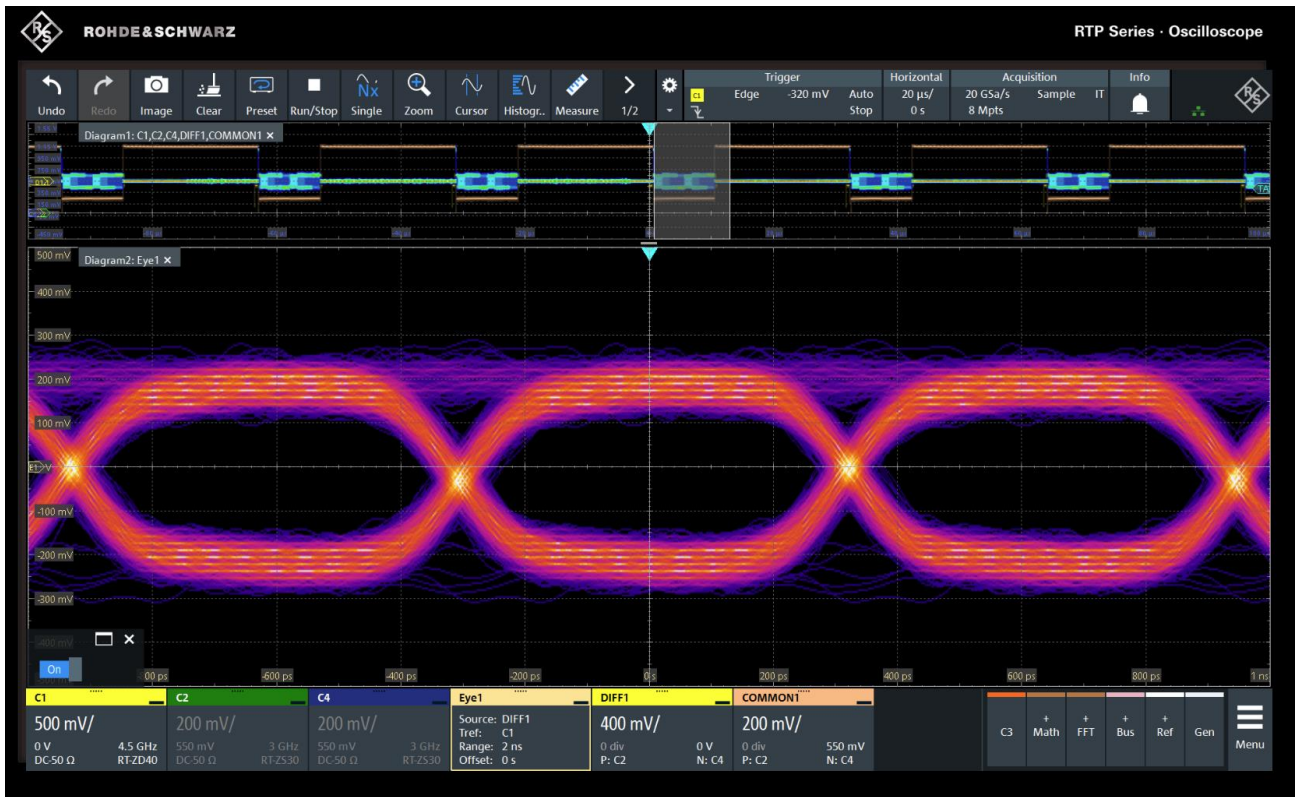 ROHDE&SCHWARZ
RTP Series · Oscilloscope
Trigger Horizontal Acquisition Info
C1 Edge -320 mV Auto 20 µs/ 20 GSa/s Sample IT
Stop 0 s 8 Mpts
Undo Redo Image Clear Preset Run/Stop Single Zoom Cursor Histogr.. Measure 1/2
Nx
Diagram1: C1,C2,C4,DIFF1,COMMON1 ×
TA
500 mV
Diagram2: Eye1 ×
400 mV
300 mV
200 mV
100 mV
E1 V
-100 mV
-200 mV
-300 mV
-400 mV
On
00 ps -600 ps -400 ps -200 ps 0 s 200 ps 400 ps 600 ps 800 ps 1 ns
C1 C2 C4 Eye1 DIFF1 COMMON1
500 mV/ 200 mV/ 200 mV/ Source: DIFF1 400 mV/ 200 mV/
Tref: C1
0 V 4.5 GHz 550 mV 3 GHz 550 mV 3 GHz Range: 2 ns 0 div 0 V 0 div 550 mV
DC-50 Ω RT-ZD40 DC-50 Ω RT-ZS30 DC-50 Ω RT-ZS30 Offset: 0 s P: C2 N: C4 P: C2 N: C4
+ + + +
C3 Math FFT Bus Ref Gen
Menu